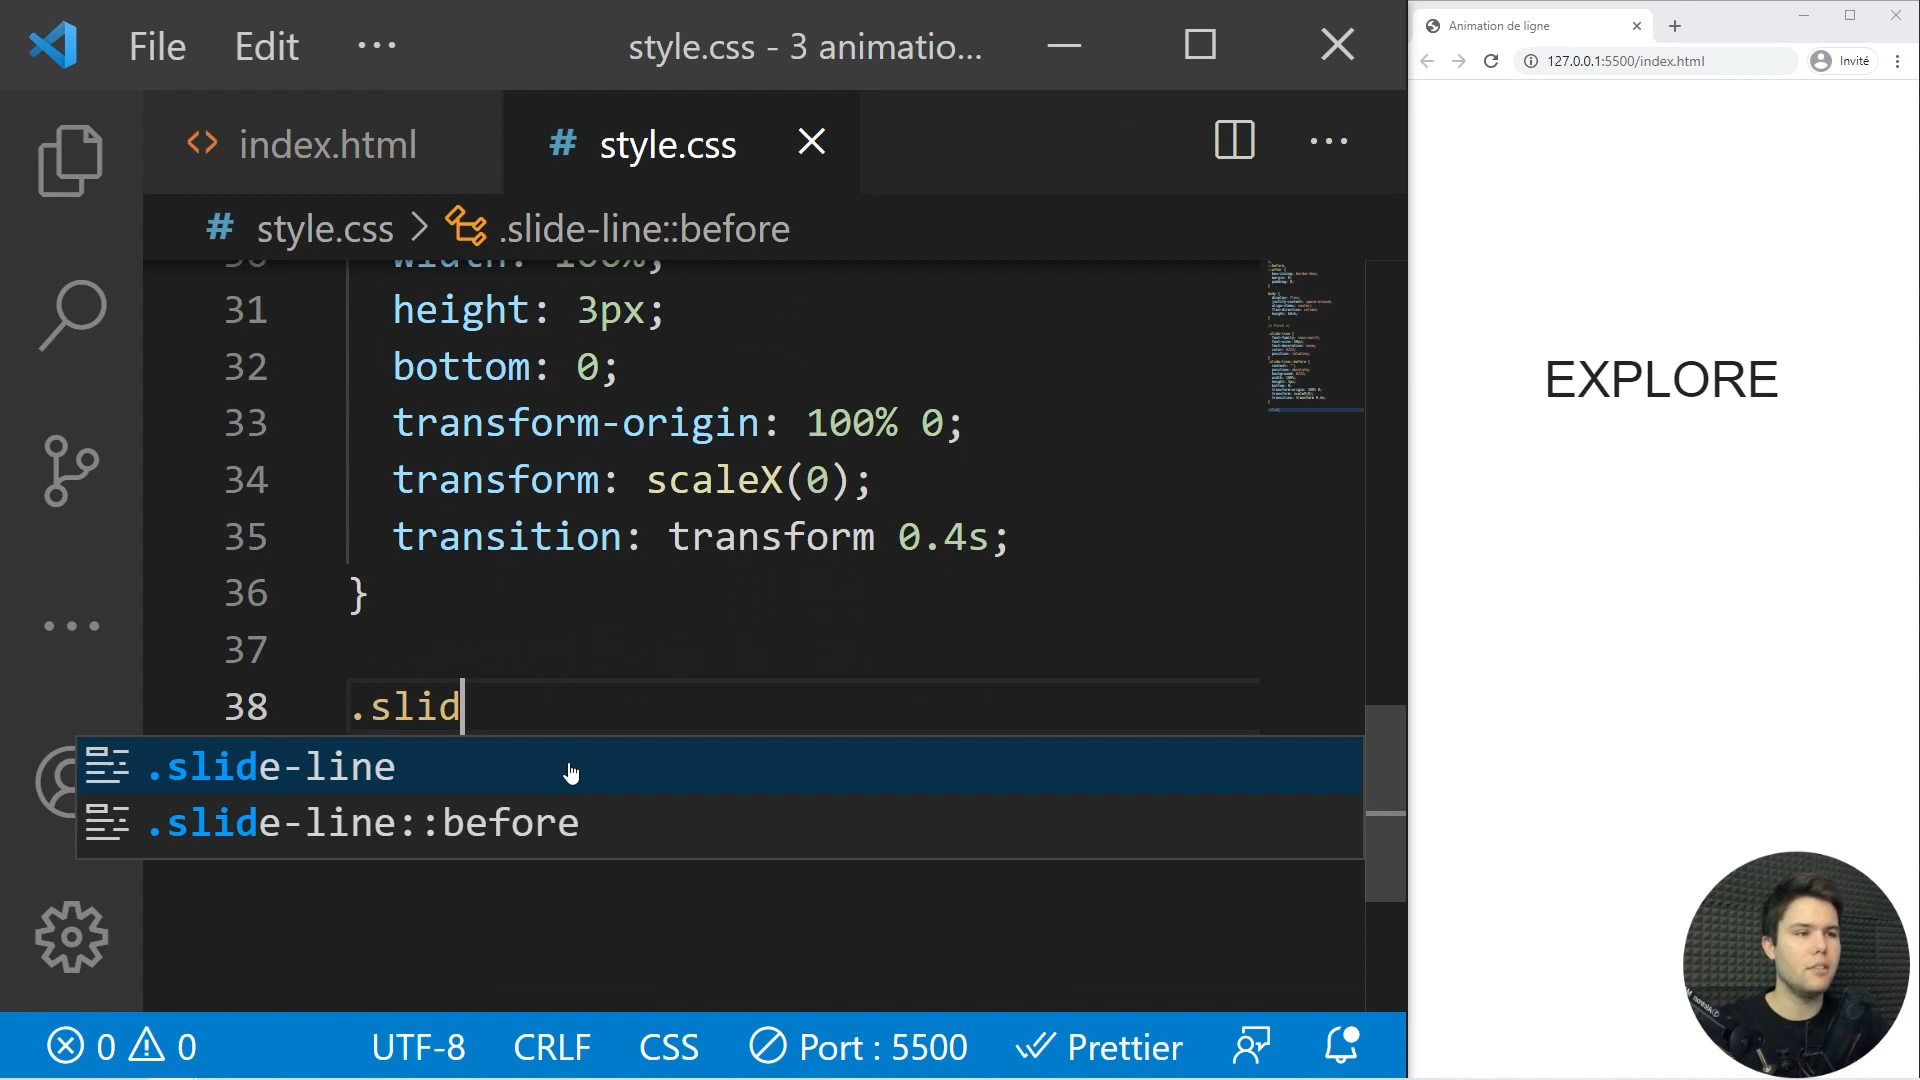 File Edit ··· style.css - 3 animatio...
index.html # style.css
# style.css > .slide-line::before
30 width: 100%;
31 height: 3px;
32 bottom: 0;
33 transform-origin: 100% 0;
34 transform: scaleX(0);
35 transition: transform 0.4s;
36 }
37
38 .slid
.slide-line
.slide-line::before
0 0 UTF-8 CRLF CSS Port : 5500 Prettier
Animation de ligne
127.0.0.1:5500/index.html Invité
EXPLORE